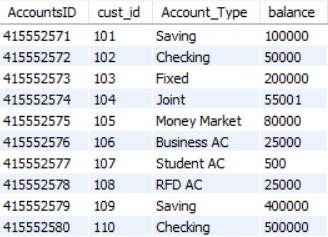 AccountsID cust_id Account_Type balance
415552571 101 Saving 100000
415552572 102 Checking 50000
415552573 103 Fixed 200000
415552574 104 Joint 55001
415552575 105 Money Market 80000
415552576 106 Business AC 25000
415552577 107 Student AC 500
415552578 108 RFD AC 25000
415552579 109 Saving 400000
415552580 110 Checking 500000